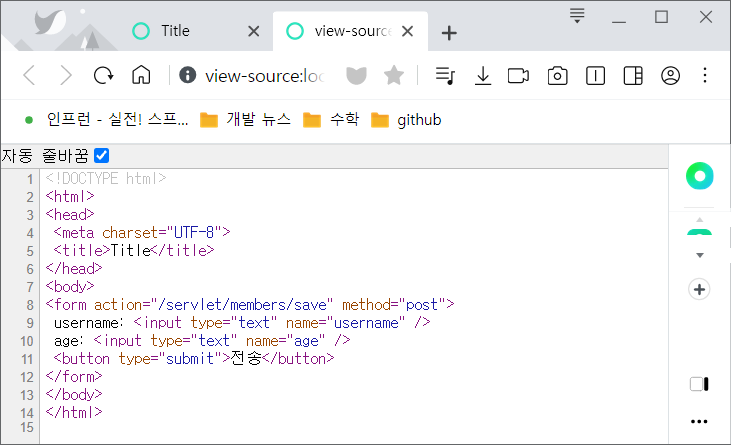 Title
view-source
view-source:loc
인프런 - 실전! 스프...
개발 뉴스
수학
github
자동 줄바꿈
1 <!DOCTYPE html>
2 <html>
3 <head>
4 <meta charset="UTF-8">
5 <title>Title</title>
6 </head>
7 <body>
8 <form action="/servlet/members/save" method="post">
9 username: <input type="text" name="username" />
10 age: <input type="text" name="age" />
11 <button type="submit">전송</button>
12 </form>
13 </body>
14 </html>
15